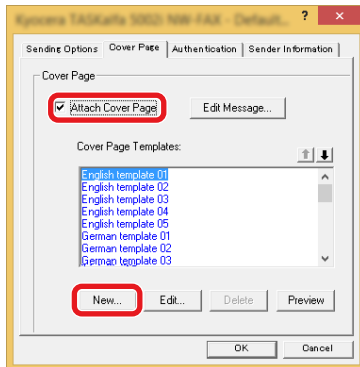 Kyocera TASKalfa 5002i NW-FAX - Default... ? ×
Sending Options Cover Page Authentication Sender Information
Cover Page
Attach Cover Page Edit Message...
Cover Page Templates:
English template 01
English template 02
English template 03
English template 04
English template 05
German template 01
German template 02
German template 03
New... Edit... Delete Preview
OK Cancel